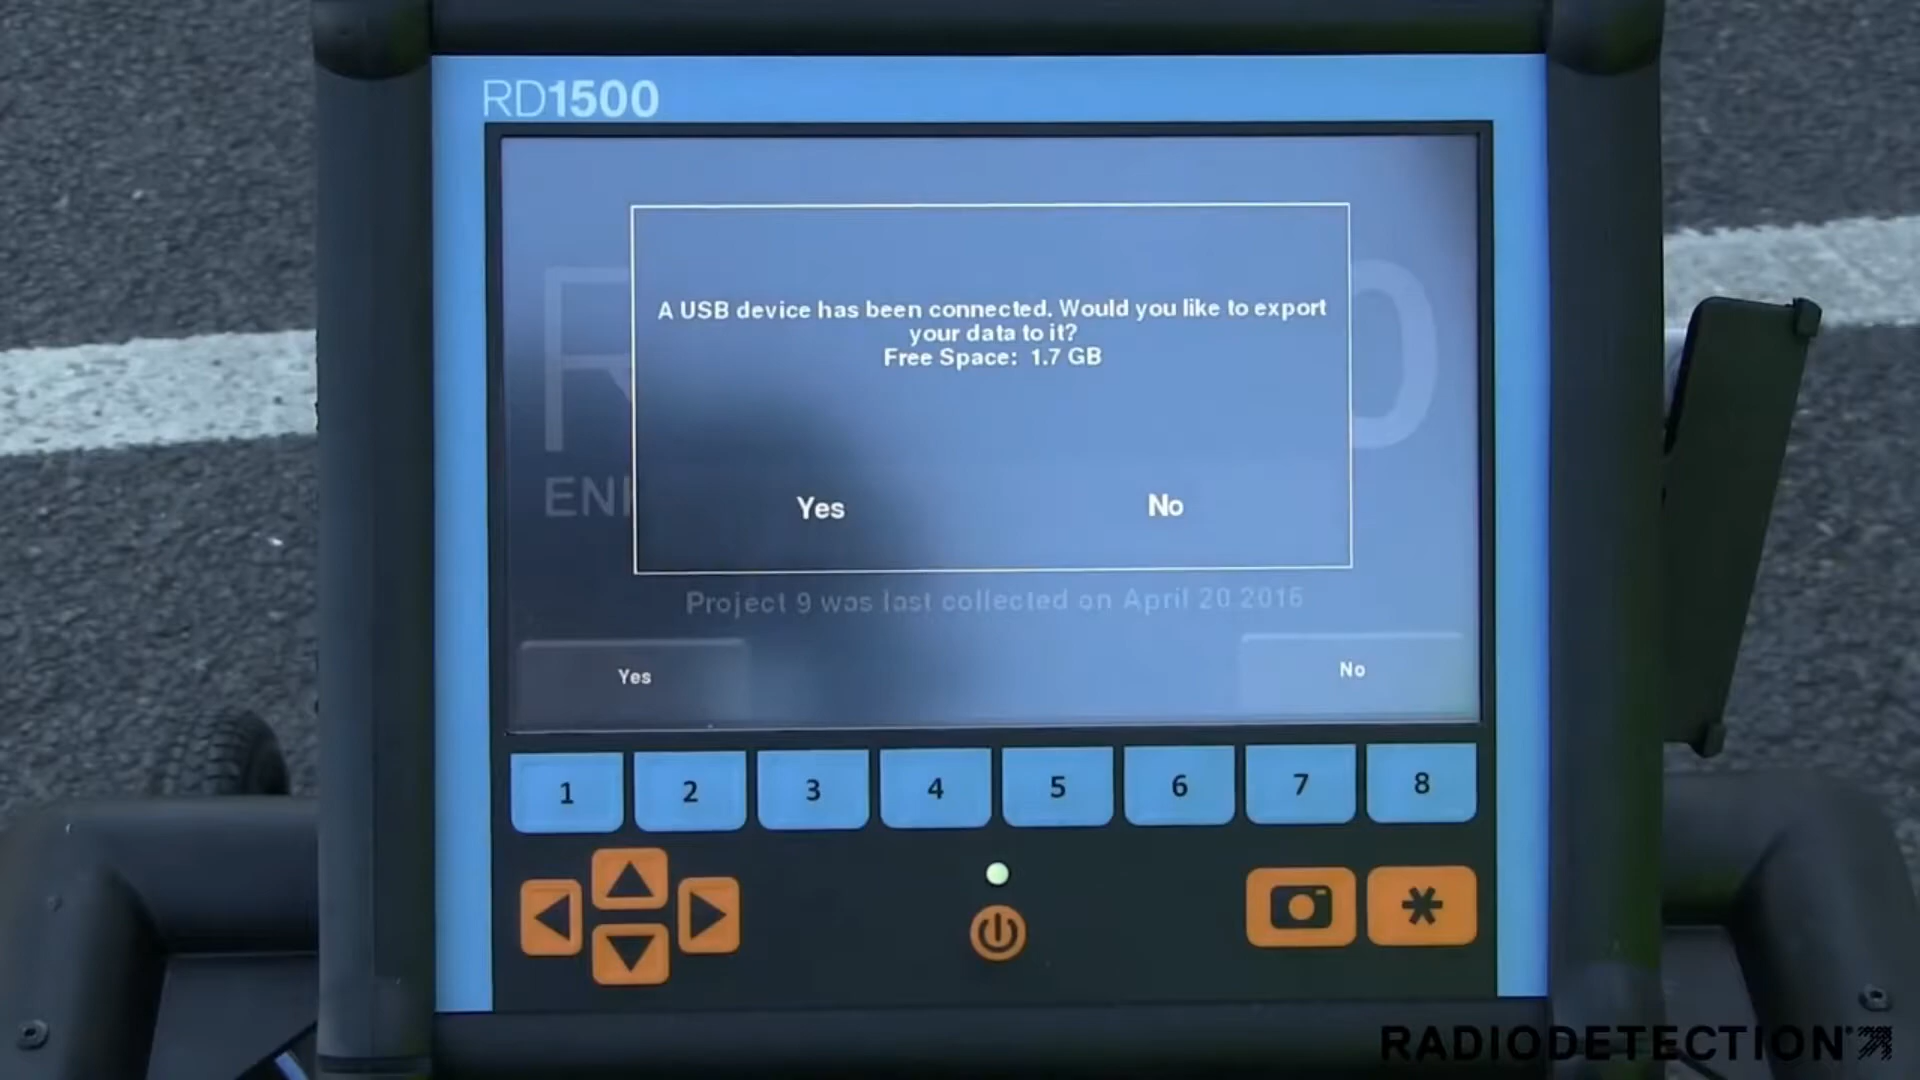 RD1500
A USB device has been connected. Would you like to export
your data to it?
Free Space: 1.7 GB
Yes No
Project 9 was last collected on April 20 2016
Yes No
1 2 3 4 5 6 7 8
RADIODETECTION